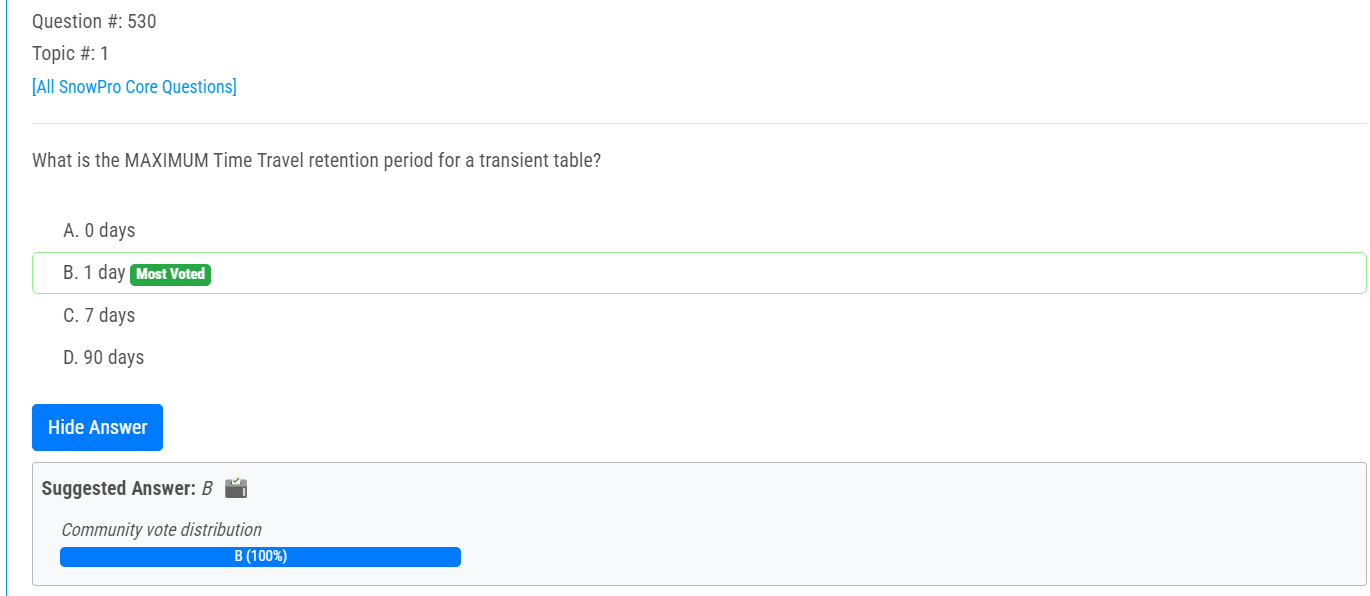 Question #: 530
Topic #: 1
[All SnowPro Core Questions]
What is the MAXIMUM Time Travel retention period for a transient table?
A. 0 days
B. 1 day Most Voted
C. 7 days
D. 90 days
Hide Answer
Suggested Answer: B
Community vote distribution
B (100%)